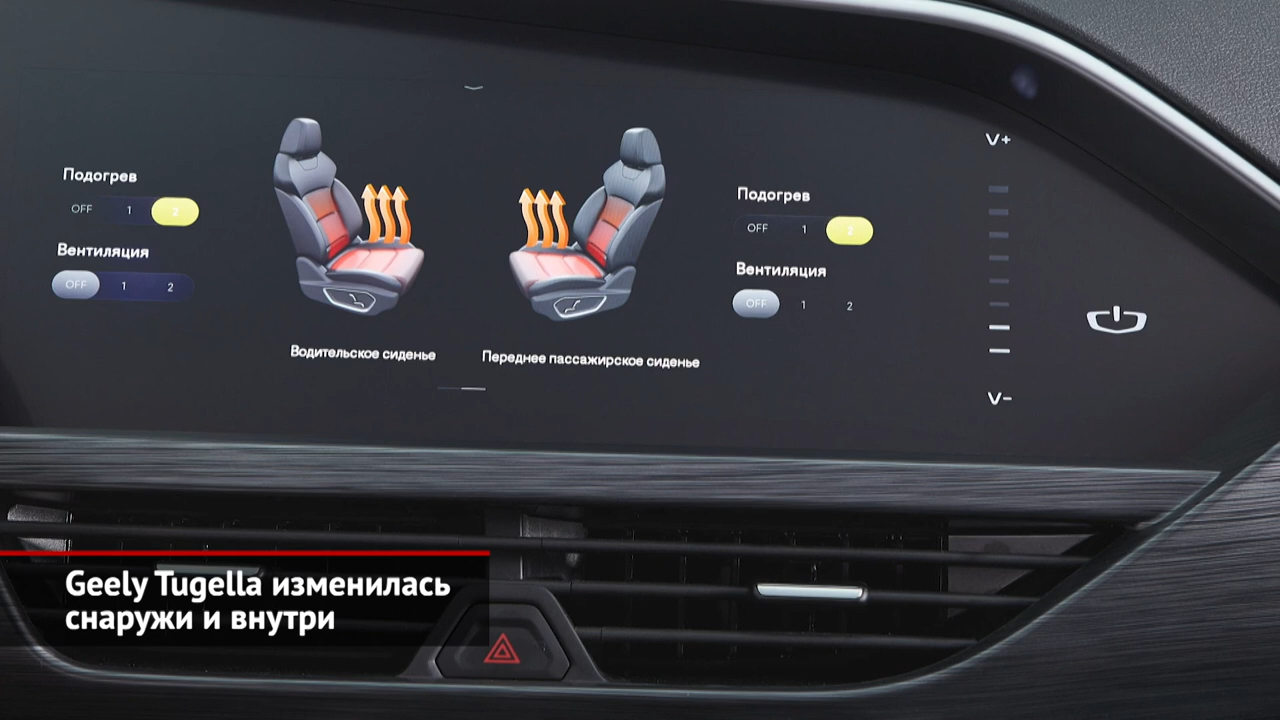 Подогрев
OFF 1 2
Вентиляция
OFF 1 2
Водительское сиденье
Переднее пассажирское сиденье
Подогрев
OFF 1 2
Вентиляция
OFF 1 2
V+
V-
Geely Tugella изменилась
снаружи и внутри